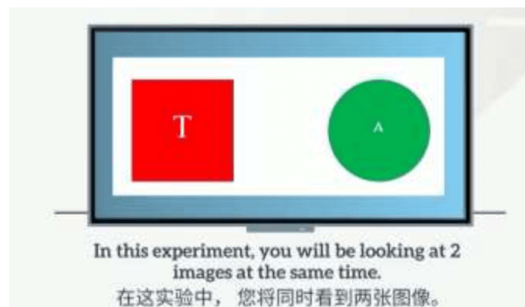 T
A
In this experiment, you will be looking at 2
images at the same time.
在这实验中， 您将同时看到两张图像。